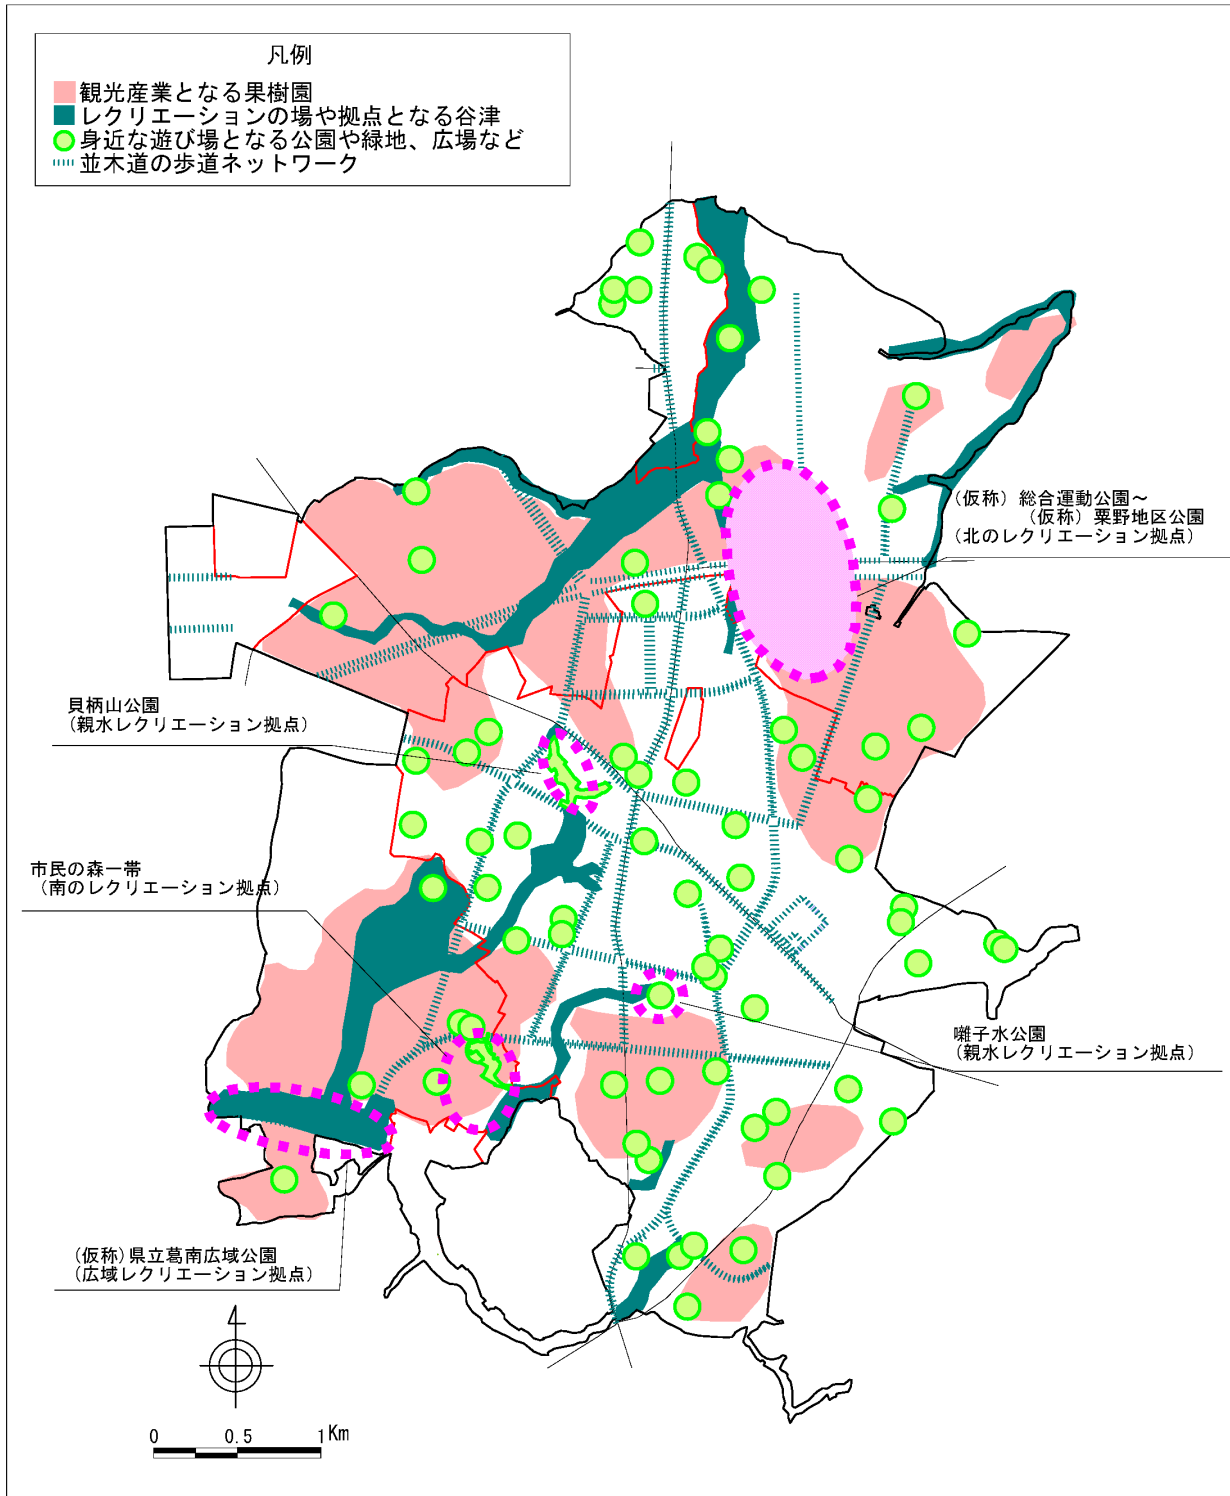 凡例
観光産業となる果樹園
レクリエーションの場や拠点となる谷津
身近な遊び場となる公園や緑地、広場など
並木道の歩道ネットワーク
(仮称) 総合運動公園～
(仮称) 粟野地区公園
(北のレクリエーション拠点)
貝柄山公園
(親水レクリエーション拠点)
市民の森一帯
(南のレクリエーション拠点)
囃子水公園
(親水レクリエーション拠点)
(仮称)県立葛南広域公園
(広域レクリエーション拠点)
0 0.5 1 Km